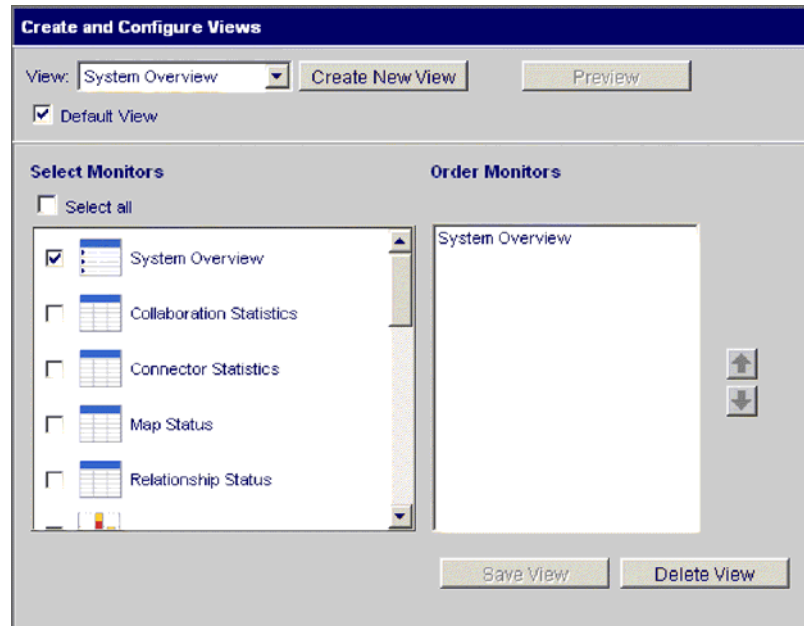 Create and Configure Views
View: System Overview Create New View Preview
Default View
Select Monitors
Order Monitors
Select all
System Overview
Collaboration Statistics
Connector Statistics
Map Status
Relationship Status
System Overview
Save View Delete View